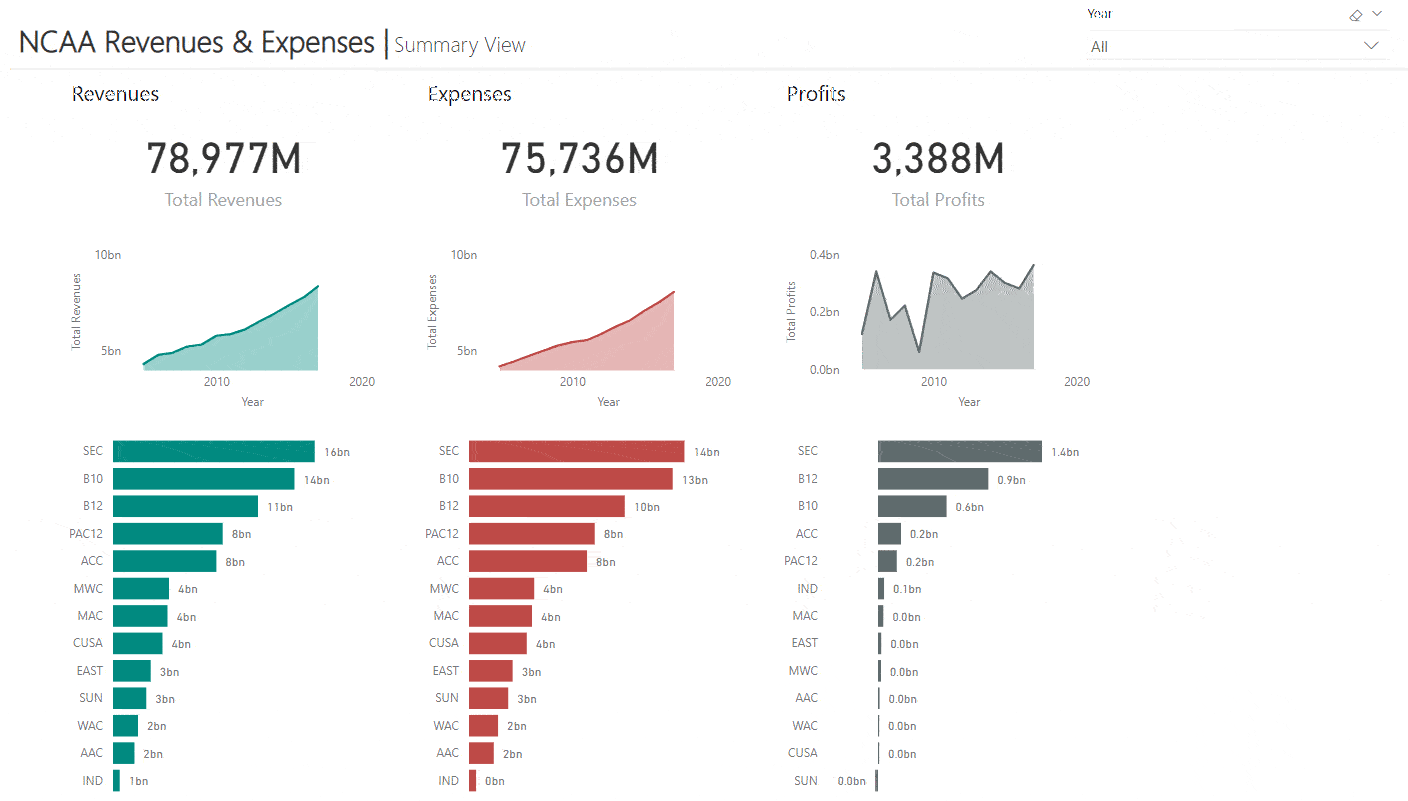 Year
NCAA Revenues & Expenses | Summary View
All
Revenues
78,977M
Total Revenues
10bn
5bn
Total Revenues
2010
2020
Year
SEC 16bn
B10 14bn
B12 11bn
PAC12 8bn
ACC 8bn
MWC 4bn
MAC 4bn
CUSA 4bn
EAST 3bn
SUN 3bn
WAC 2bn
AAC 2bn
IND 1bn
Expenses
75,736M
Total Expenses
10bn
5bn
Total Expenses
2010
2020
Year
SEC 14bn
B10 13bn
B12 10bn
PAC12 8bn
ACC 8bn
MWC 4bn
MAC 4bn
CUSA 4bn
EAST 3bn
SUN 3bn
WAC 2bn
AAC 2bn
IND 0bn
Profits
3,388M
Total Profits
0.4bn
0.2bn
0.0bn
Total Profits
2010
2020
Year
SEC 1.4bn
B12 0.9bn
B10 0.6bn
ACC 0.2bn
PAC12 0.2bn
IND 0.1bn
MAC 0.0bn
EAST 0.0bn
MWC 0.0bn
AAC 0.0bn
WAC 0.0bn
CUSA 0.0bn
SUN 0.0bn